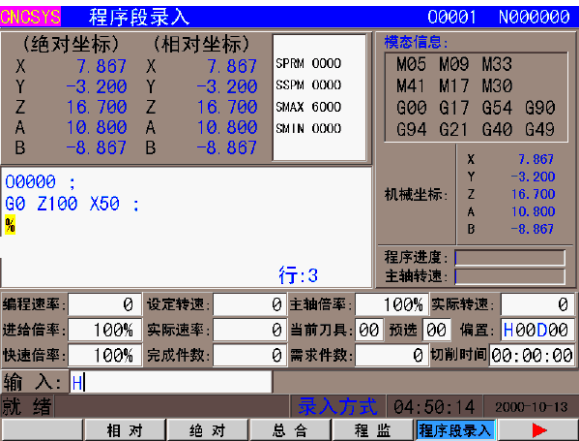 CNCSYS 程序段录入 O0001 N000000
(绝对坐标) (相对坐标)
X 7.867 X 7.867
Y -3.200 Y -3.200
Z 16.700 Z 16.700
A 10.800 A 10.800
B -8.867 B -8.867
SPRM 0000
SSPM 0000
SMAX 6000
SMIN 0000
模态信息:
M05 M09 M33
M41 M17 M30
G00 G17 G54 G90
G94 G21 G40 G49
机械坐标:
X 7.867
Y -3.200
Z 16.700
A 10.800
B -8.867
O0000 ;
G0 Z100 X50 ;
%
行:3
程序进度:
主轴转速:
编程速率: 0 设定转速: 0 主轴倍率: 100% 实际转速: 0
进给倍率: 100% 实际速率: 0 当前刀具: 00 预选 00 偏置: H00D00
快速倍率: 100% 完成件数: 0 需求件数: 0 切削时间 00:00:00
输 入: H
就 绪 录入方式 04:50:14 2000-10-13
相 对 绝 对 总 合 程 监 程序段录入